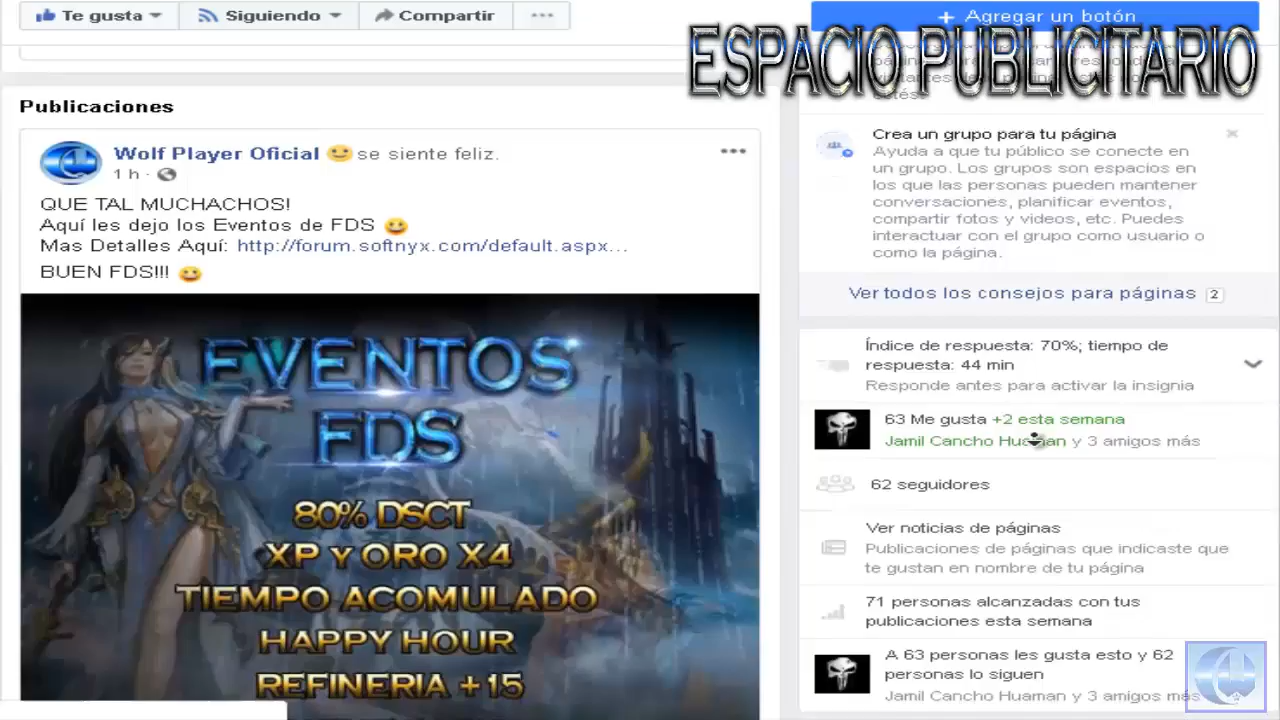 Te gusta
Siguiendo
Compartir
Agregar un botón
ESPACIO PUBLICITARIO
Publicaciones
Wolf Player Oficial 😉 se siente feliz.
1 h ·
QUE TAL MUCHACHOS!
Aquí les dejo los Eventos de FDS 😀
Mas Detalles Aquí: http://forum.softnyx.com/default.aspx...
BUEN FDS!!! 😀
EVENTOS
FDS
80% DSCT
XP Y ORO X4
TIEMPO ACOMULADO
HAPPY HOUR
REFINERIA +15
Crea un grupo para tu página
Ayuda a que tu público se conecte en
un grupo. Los grupos son espacios en
los que las personas pueden mantener
conversaciones, planificar eventos,
compartir fotos y videos, etc. Puedes
interactuar con el grupo como usuario o
como la página.
Ver todos los consejos para páginas 2
Índice de respuesta: 70%; tiempo de
respuesta: 44 min
Responde antes para activar la insignia
63 Me gusta +2 esta semana
Jamil Cancho Huaman y 3 amigos más
62 seguidores
Ver noticias de páginas
Publicaciones de páginas que indicaste que
te gustan en nombre de tu página
71 personas alcanzadas con tus
publicaciones esta semana
A 63 personas les gusta esto y 62
personas lo siguen
Jamil Cancho Huaman y 3 amigos más